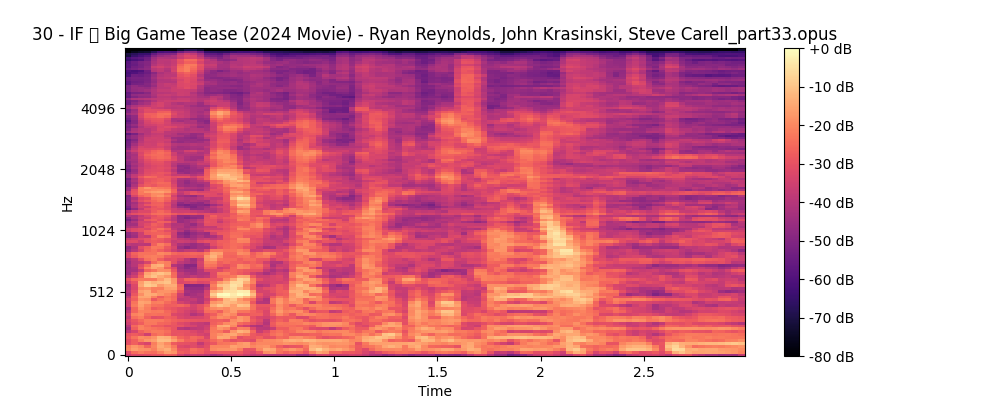 30 - IF ▯ Big Game Tease (2024 Movie) - Ryan Reynolds, John Krasinski, Steve Carell_part33.opus
Hz
4096
2048
1024
512
0
0 0.5 1 1.5 2 2.5
Time
+0 dB
-10 dB
-20 dB
-30 dB
-40 dB
-50 dB
-60 dB
-70 dB
-80 dB